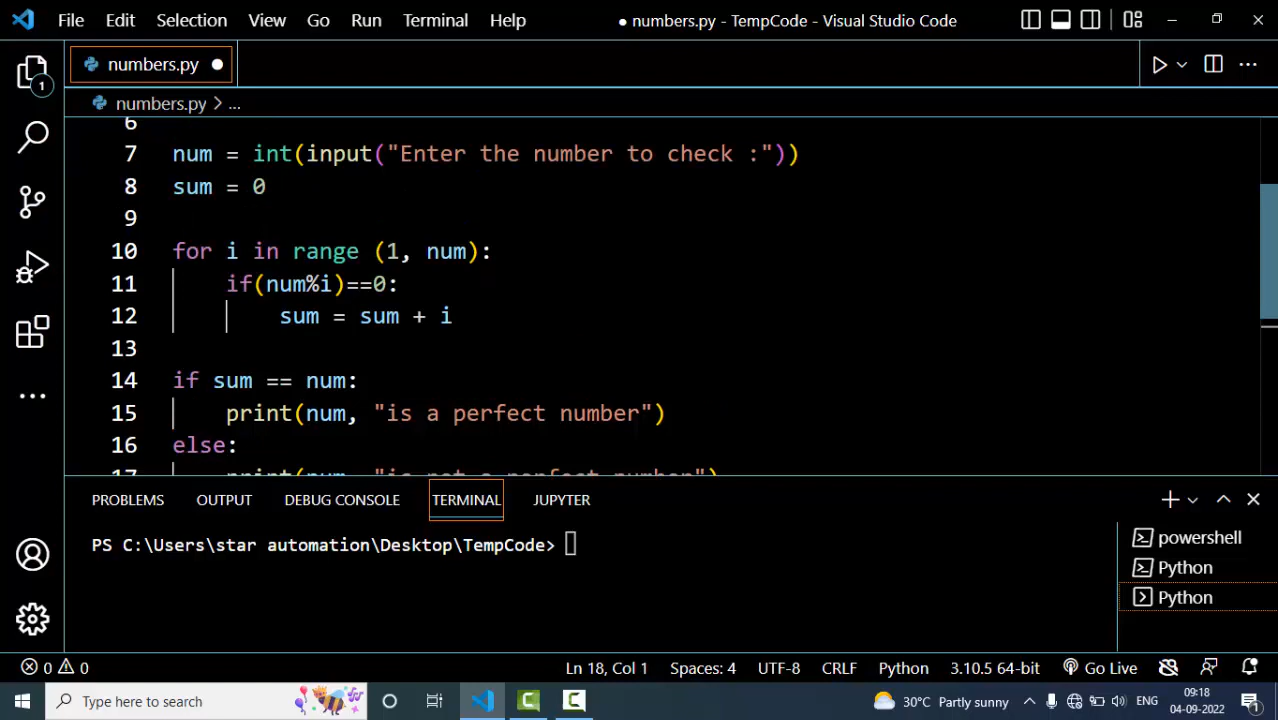 File Edit Selection View Go Run Terminal Help ● numbers.py - TempCode - Visual Studio Code
numbers.py
1
numbers.py > ...
6
7 num = int(input("Enter the number to check :"))
8 sum = 0
9
10 for i in range (1, num):
11 if(num%i)==0:
12 sum = sum + i
13
14 if sum == num:
15 print(num, "is a perfect number")
16 else:
17 print(num, "is not a perfect number")
PROBLEMS OUTPUT DEBUG CONSOLE TERMINAL JUPYTER
PS C:\Users\star automation\Desktop\TempCode>
powershell
Python
Python
0 0 Ln 18, Col 1 Spaces: 4 UTF-8 CRLF Python 3.10.5 64-bit Go Live
Type here to search 30°C Partly sunny ENG 09:18
04-09-2022 1